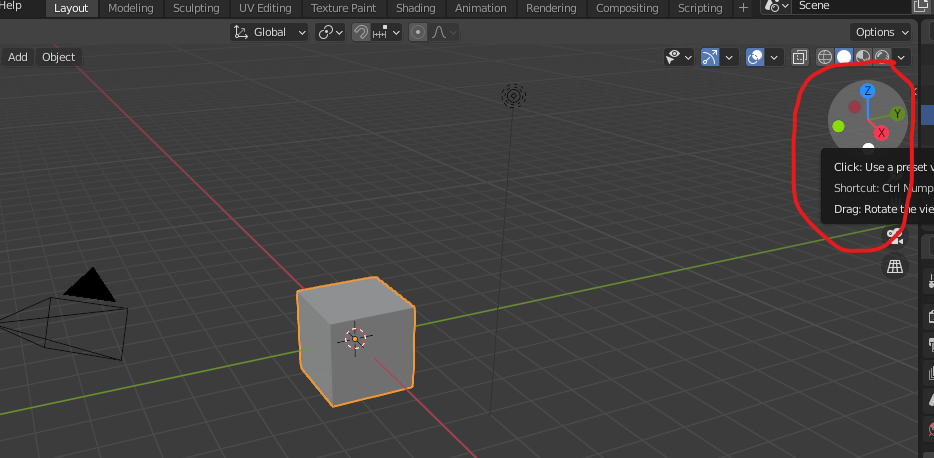 Help Layout Modeling Sculpting UV Editing Texture Paint Shading Animation Rendering Compositing Scripting + Scene
Global Options
Add Object
Z
Y
X
Click: Use a preset v
Shortcut: Ctrl Nump
Drag: Rotate the vie